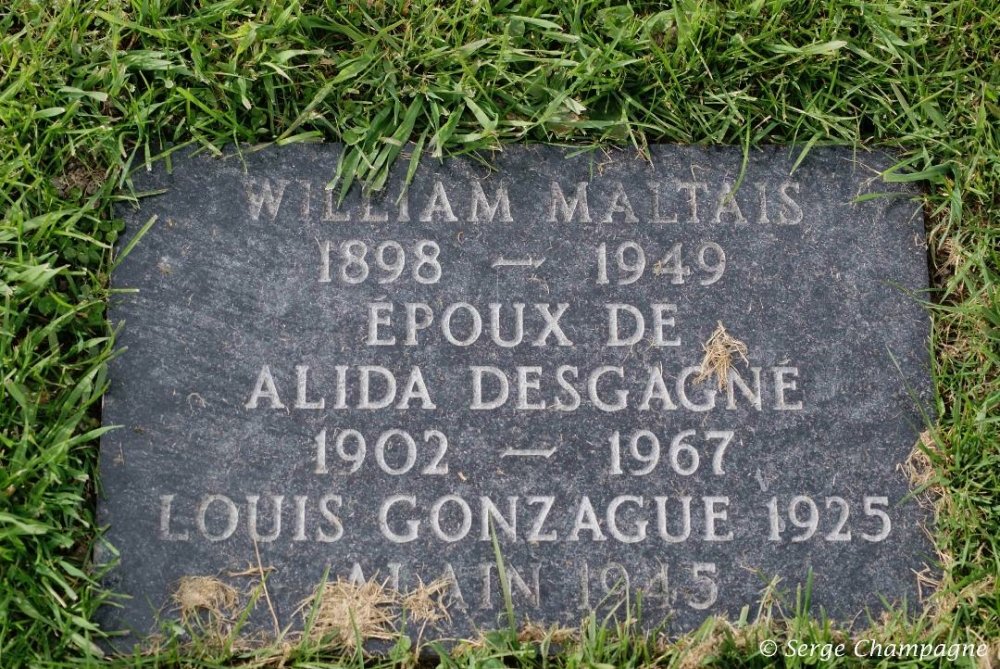 WILLIAM MALTAIS
1898 — 1949
ÉPOUX DE
ALIDA DESGAGNÉ
1902 — 1967
LOUIS GONZAGUE 1925
ALAIN 1945
© Serge Champagne